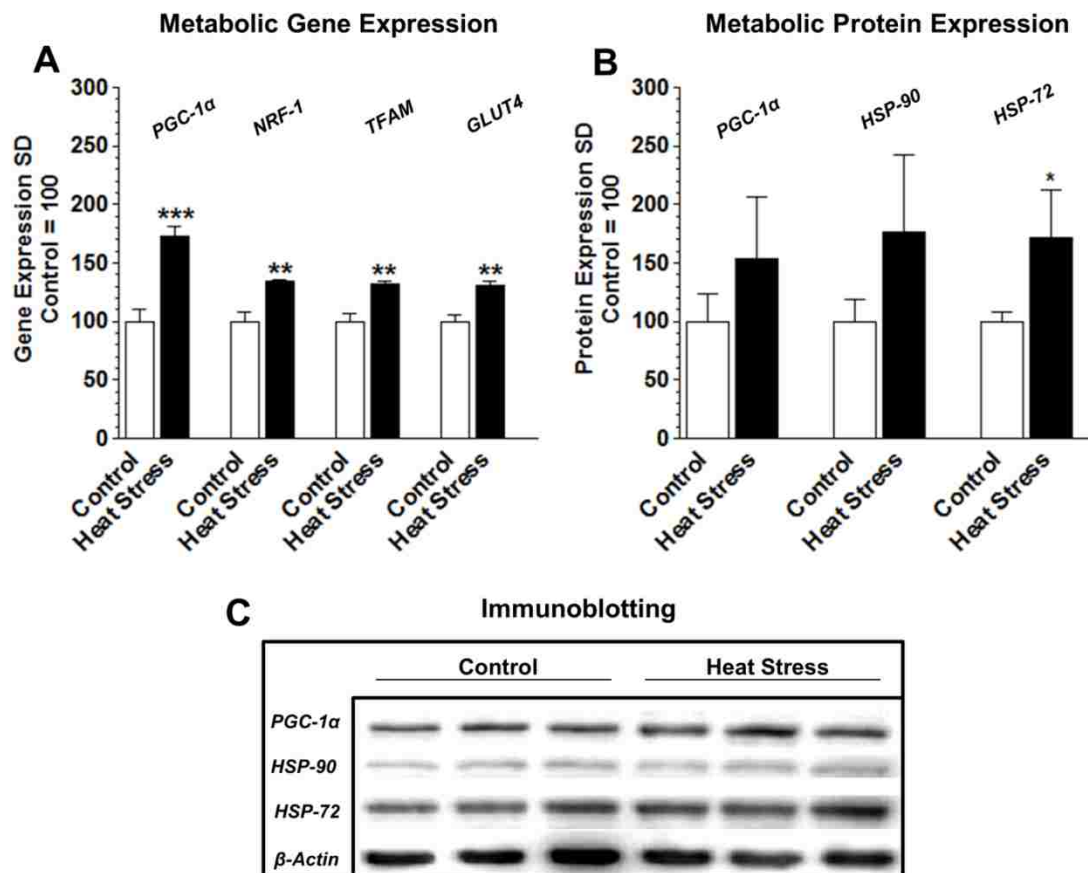 Metabolic Gene Expression
A
Gene Expression SD
Control = 100
300
250
200
150
100
50
0
PGC-1α
NRF-1
TFAM
GLUT4
***
**
**
**
Control
Heat Stress
Control
Heat Stress
Control
Heat Stress
Control
Heat Stress
Metabolic Protein Expression
B
Protein Expression SD
Control = 100
300
250
200
150
100
50
0
PGC-1α
HSP-90
HSP-72
*
Control
Heat Stress
Control
Heat Stress
Control
Heat Stress
C
Immunoblotting
Control
Heat Stress
PGC-1α
HSP-90
HSP-72
β-Actin